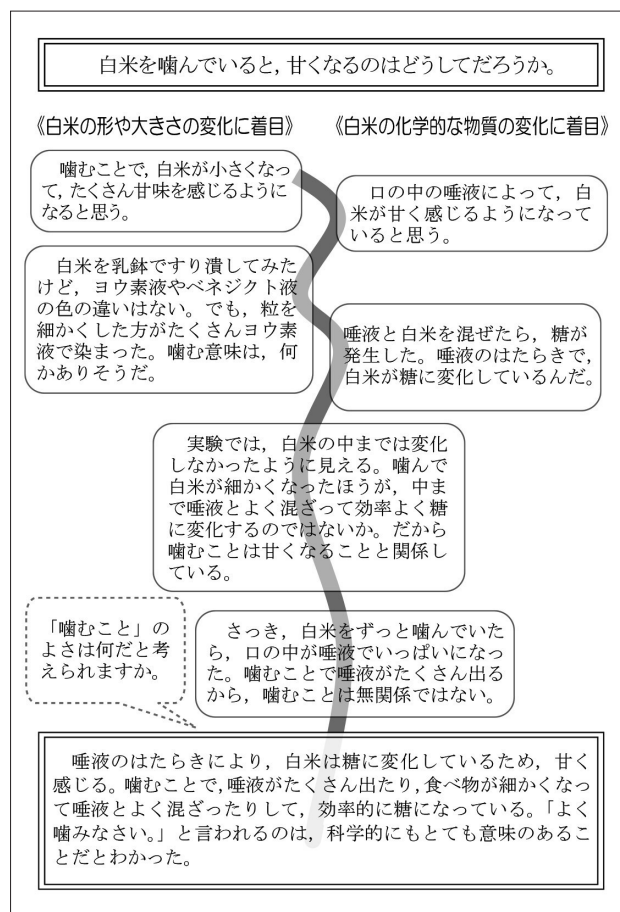 白米を噛んでいると，甘くなるのはどうしてだろうか。
《白米の形や大きさの変化に着目》
《白米の化学的な物質の変化に着目》
噛むことで，白米が小さくなっ
て，たくさん甘味を感じるように
なると思う。
口の中の唾液によって，白
米が甘く感じるようになって
いると思う。
白米を乳鉢ですり潰してみた
けど，ヨウ素液やベネジクト液
の色の違いはない。でも，粒を
細かくした方がたくさんヨウ素
液で染まった。噛む意味は，何
かありそうだ。
唾液と白米を混ぜたら，糖が
発生した。唾液のはたらきで，
白米が糖に変化しているんだ。
実験では，白米の中までは変化
しなかったように見える。噛んで
白米が細かくなったほうが，中ま
で唾液とよく混ざって効率よく糖
に変化するのではないか。だから
噛むことは甘くなることと関係し
ている。
「噛むこと」の
よさは何だと考
えられますか。
さっき，白米をずっと噛んでいた
ら，口の中が唾液でいっぱいになっ
た。噛むことで唾液がたくさん出る
から，噛むことは無関係ではない。
唾液のはたらきにより，白米は糖に変化しているため，甘く
感じる。噛むことで，唾液がたくさん出たり，食べ物が細かくなっ
て唾液とよく混ざったりして，効率的に糖になっている。「よく
噛みなさい。」と言われるのは，科学的にもとても意味のあるこ
とだとわかった。